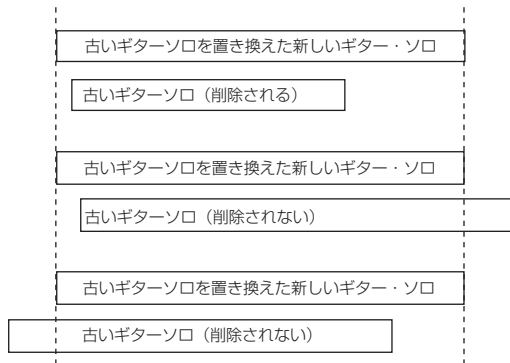 古いギターソロを置き換えた新しいギター・ソロ
古いギターソロ（削除される）
古いギターソロを置き換えた新しいギター・ソロ
古いギターソロ（削除されない）
古いギターソロを置き換えた新しいギター・ソロ
古いギターソロ（削除されない）